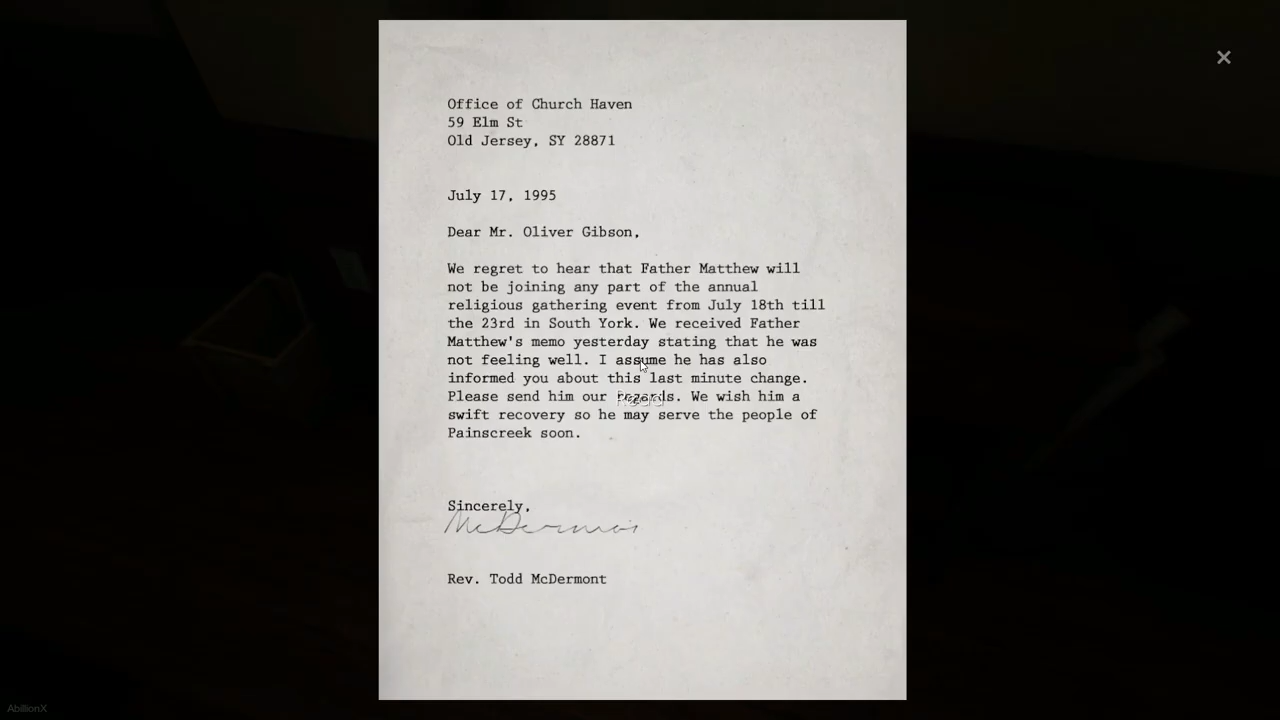 Office of Church Haven
59 Elm St
Old Jersey, SY 28871
July 17, 1995
Dear Mr. Oliver Gibson,
We regret to hear that Father Matthew will
not be joining any part of the annual
religious gathering event from July 18th till
the 23rd in South York. We received Father
Matthew's memo yesterday stating that he was
not feeling well. I assume he has also
informed you about this last minute change.
Please send him our regards. We wish him a
swift recovery so he may serve the people of
Painscreek soon.
Read
Sincerely,
McDermont
Rev. Todd McDermont
AbillionX